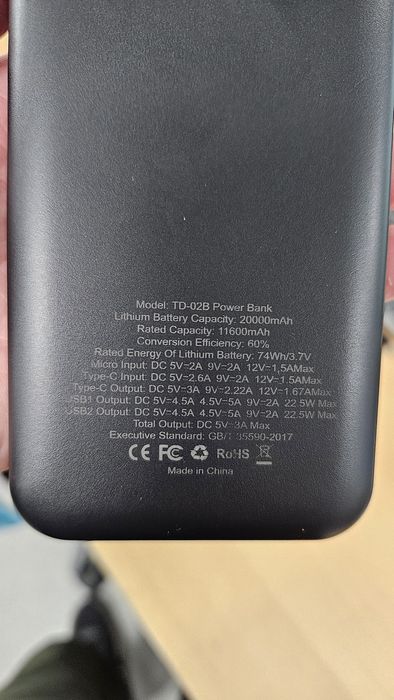 Model: TD-02B Power Bank
Lithium Battery Capacity: 20000mAh
Rated Capacity: 11600mAh
Conversion Efficiency: 60%
Rated Energy Of Lithium Battery: 74Wh/3.7V
Micro Input: DC 5V⎓2A 9V⎓2A 12V⎓1,5AMax
Type-C Input: DC 5V⎓2.6A 9V⎓2A 12V⎓1.5AMax
Type-C Output: DC 5V⎓3A 9V⎓2.22A 12V⎓1.67AMax
USB1 Output: DC 5V⎓4.5A 4.5V⎓5A 9V⎓2A 22.5W Max
USB2 Output: DC 5V⎓4.5A 4.5V⎓5A 9V⎓2A 22.5W Max
Total Output: DC 5V⎓3A Max
Executive Standard: GB/T 35590-2017
CE FC RoHS
Made in China